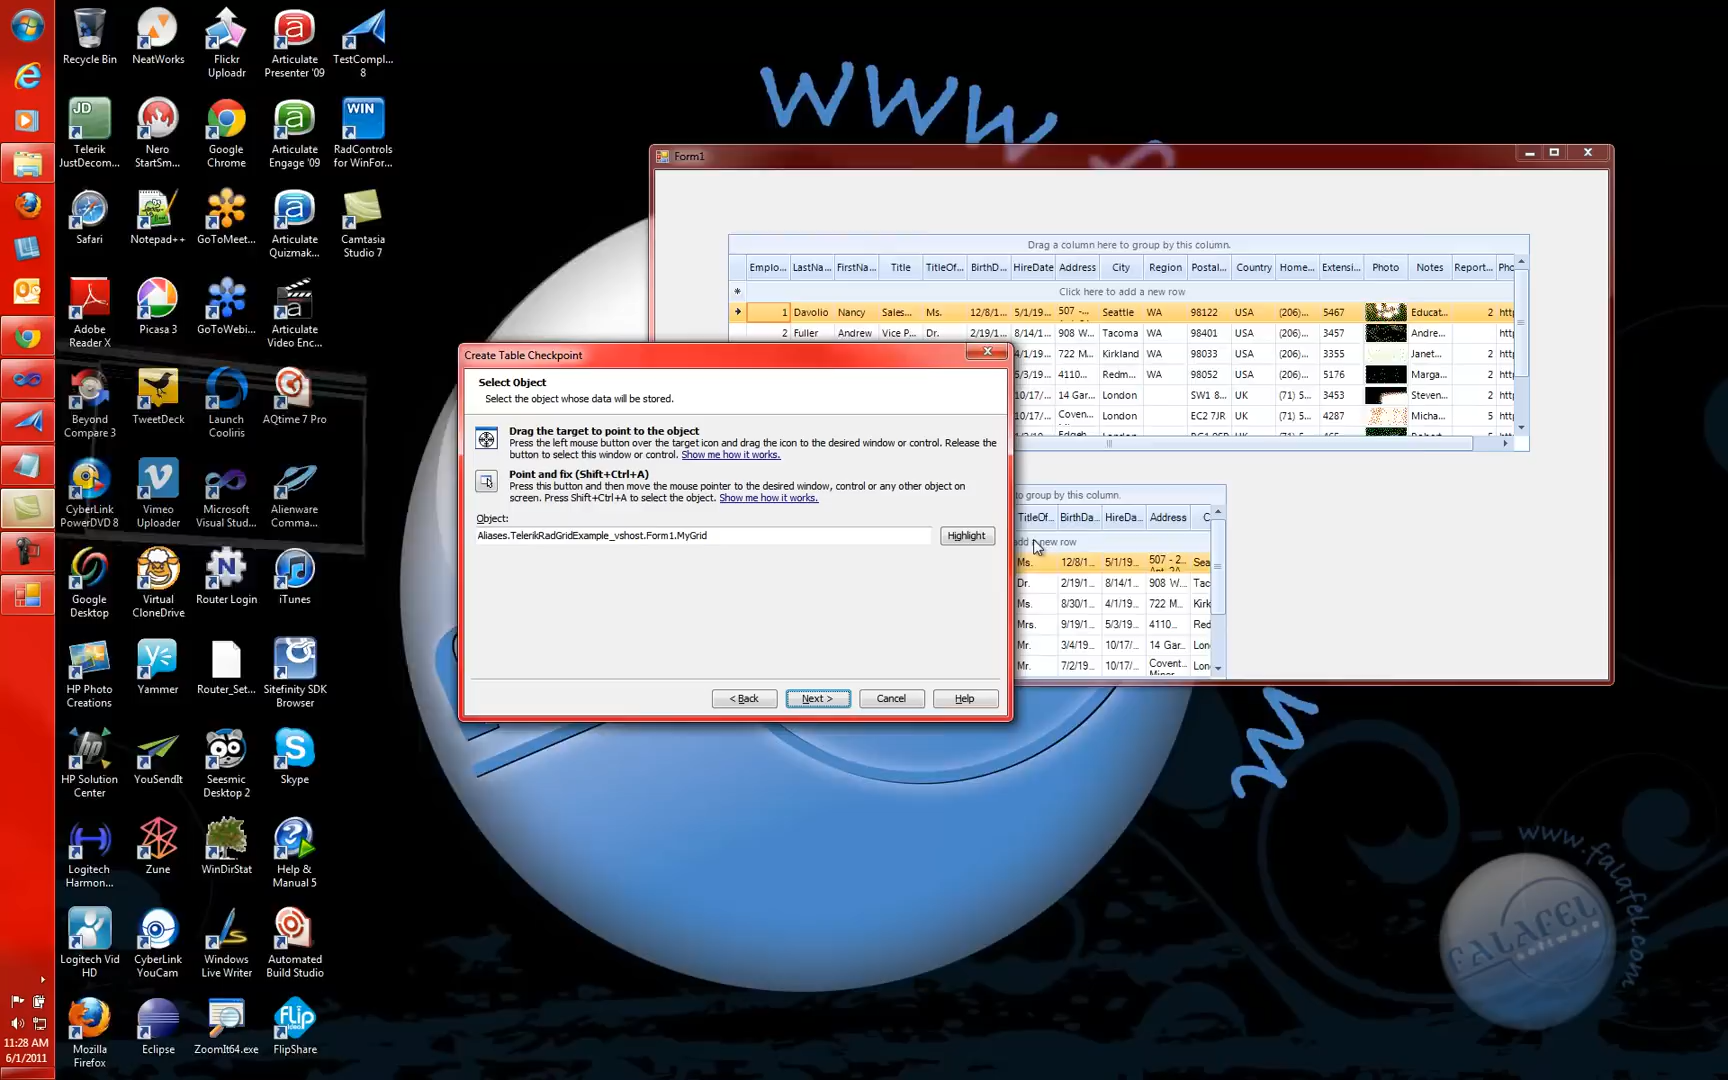 Recycle Bin
NeatWorks
Flickr
Uploadr
Articulate
Presenter '09
TestCompl...
8
JD
Telerik
JustDecom...
Nero
StartSm...
Google
Chrome
Articulate
Engage '09
WIN
RadControls
for WinFor...
Safari
Notepad++
GoToMeet...
Articulate
Quizmak...
Camtasia
Studio 7
Adobe
Reader X
Picasa 3
GoToWebi...
Articulate
Video Enc...
Beyond
Compare 3
TweetDeck
Launch
Cooliris
AQtime 7 Pro
CyberLink
PowerDVD 8
Vimeo
Uploader
Microsoft
Visual Stud...
Alienware
Comma...
Google
Desktop
Virtual
CloneDrive
Router Login
iTunes
HP Photo
Creations
Yammer
Router_Set...
Sitefinity SDK
Browser
HP Solution
Center
YouSendIt
Seesmic
Desktop 2
Skype
Logitech
Harmon...
Zune
WinDirStat
Help &
Manual 5
Logitech Vid
HD
CyberLink
YouCam
Windows
Live Writer
Automated
Build Studio
Mozilla
Firefox
Eclipse
ZoomIt64.exe
FlipShare
11:28 AM
6/1/2011
www
Form1
Drag a column here to group by this column.
Emplo... LastNa... FirstNa... Title TitleOf... BirthD... HireDate Address City Region Postal... Country Home... Extensi... Photo Notes Report... Pho
Click here to add a new row
1 Davolio Nancy Sales... Ms. 12/8/1... 5/1/19... 507 -... Seattle WA 98122 USA (206)... 5467 Educat... 2 http
2 Fuller Andrew Vice P... Dr. 2/19/1... 8/14/1... 908 W... Tacoma WA 98401 USA (206)... 3457 Andre... http
4/1/19... 722 M... Kirkland WA 98033 USA (206)... 3355 Janet... 2 http
5/3/19... 4110... Redm... WA 98052 USA (206)... 5176 Marga... 2 http
10/17/... 14 Gar... London SW1 8... UK (71) 5... 3453 Steven... 2 http
10/17/... Coven... London EC2 7JR UK (71) 5... 4287 Micha... 5 http
to group by this column.
TitleOf... BirthDa... HireDa... Address C
add a new row
Ms. 12/8/1... 5/1/19... 507 - 2... Sea
Dr. 2/19/1... 8/14/1... 908 W... Tac
Ms. 8/30/1... 4/1/19... 722 M... Kirk
Mrs. 9/19/1... 5/3/19... 4110... Red
Mr. 3/4/19... 10/17/... 14 Gar... Lon
Mr. 7/2/19... 10/17/... Covent... Lon
Create Table Checkpoint
Select Object
Select the object whose data will be stored.
Drag the target to point to the object
Press the left mouse button over the target icon and drag the icon to the desired window or control. Release the
button to select this window or control. Show me how it works.
Point and fix (Shift+Ctrl+A)
Press this button and then move the mouse pointer to the desired window, control or any other object on
screen. Press Shift+Ctrl+A to select the object. Show me how it works.
Object:
Aliases.TelerikRadGridExample_vshost.Form1.MyGrid
Highlight
< Back
Next >
Cancel
Help
www.falafel.com
FALAFEL
software